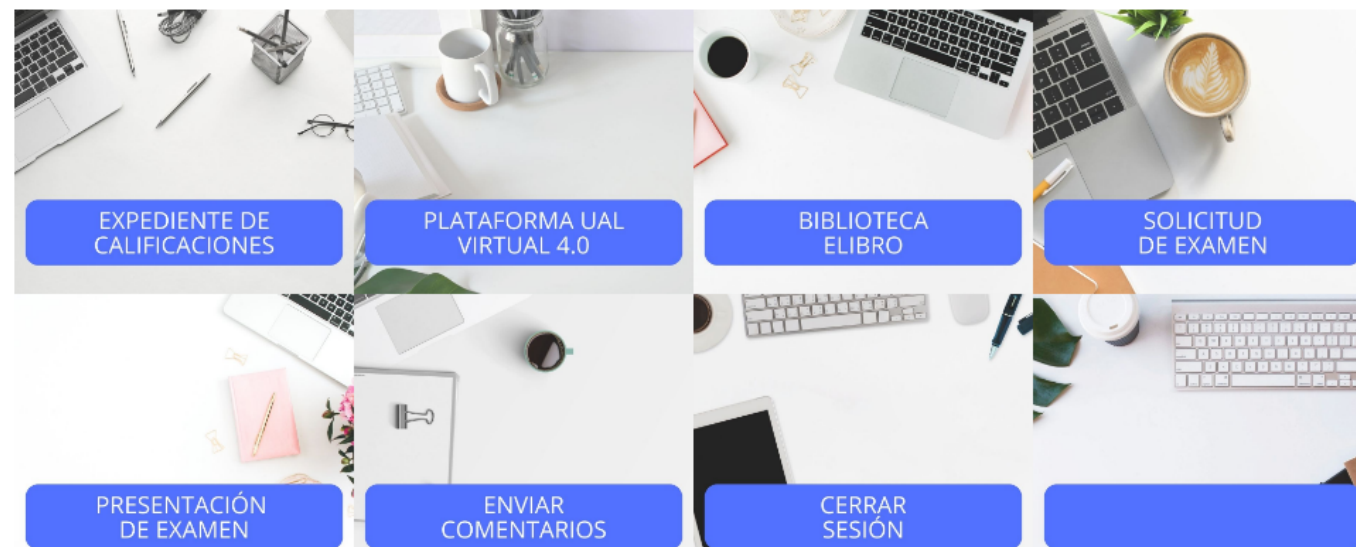 EXPEDIENTE DE
CALIFICACIONES
PLATAFORMA UAL
VIRTUAL 4.0
BIBLIOTECA
ELIBRO
SOLICITUD
DE EXAMEN
PRESENTACIÓN
DE EXAMEN
ENVIAR
COMENTARIOS
CERRAR
SESIÓN